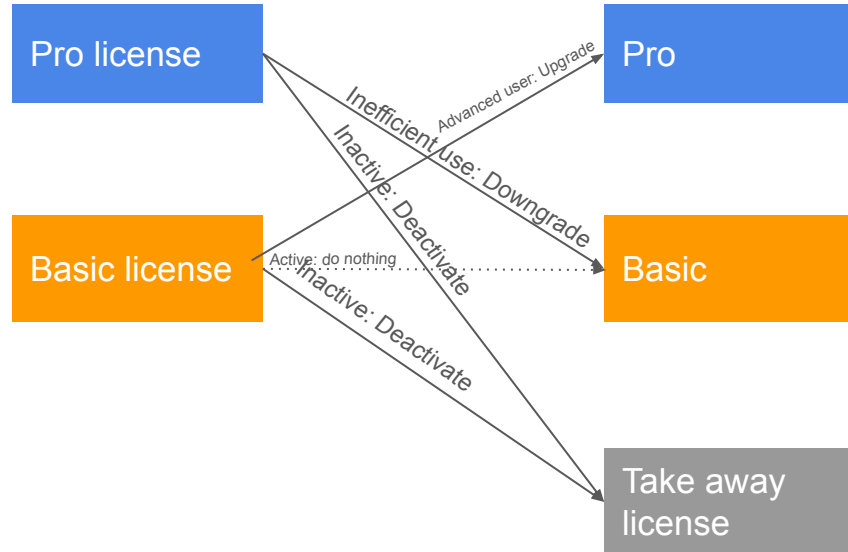 Pro license
Pro
Advanced user: Upgrade
Inefficient use: Downgrade
Inactive: Deactivate
Basic license
Active: do nothing
Basic
Inactive: Deactivate
Take away
license